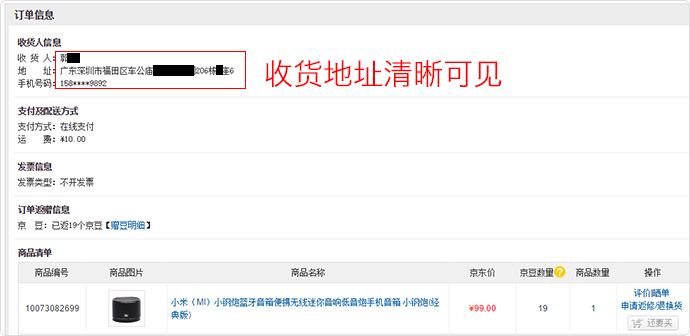 订单信息
收货人信息
收 货 人：郭
地 址：广东深圳市福田区车公庙 206栋 座6
手机号码：158****9892
收货地址清晰可见
支付及配送方式
支付方式：在线支付
运 费：¥10.00
发票信息
发票类型：不开发票
订单返赠信息
京 豆：已返19个京豆【赠豆明细】
商品清单
商品编号 商品图片 商品名称 京东价 京豆数量 ? 商品数量 操作
10073082699 小米（MI）小钢炮蓝牙音箱便携无线迷你音响低音炮手机音箱 小钢炮(经 ¥99.00 19 1 评价|晒单
典版) 申请返修/退换货
还要买